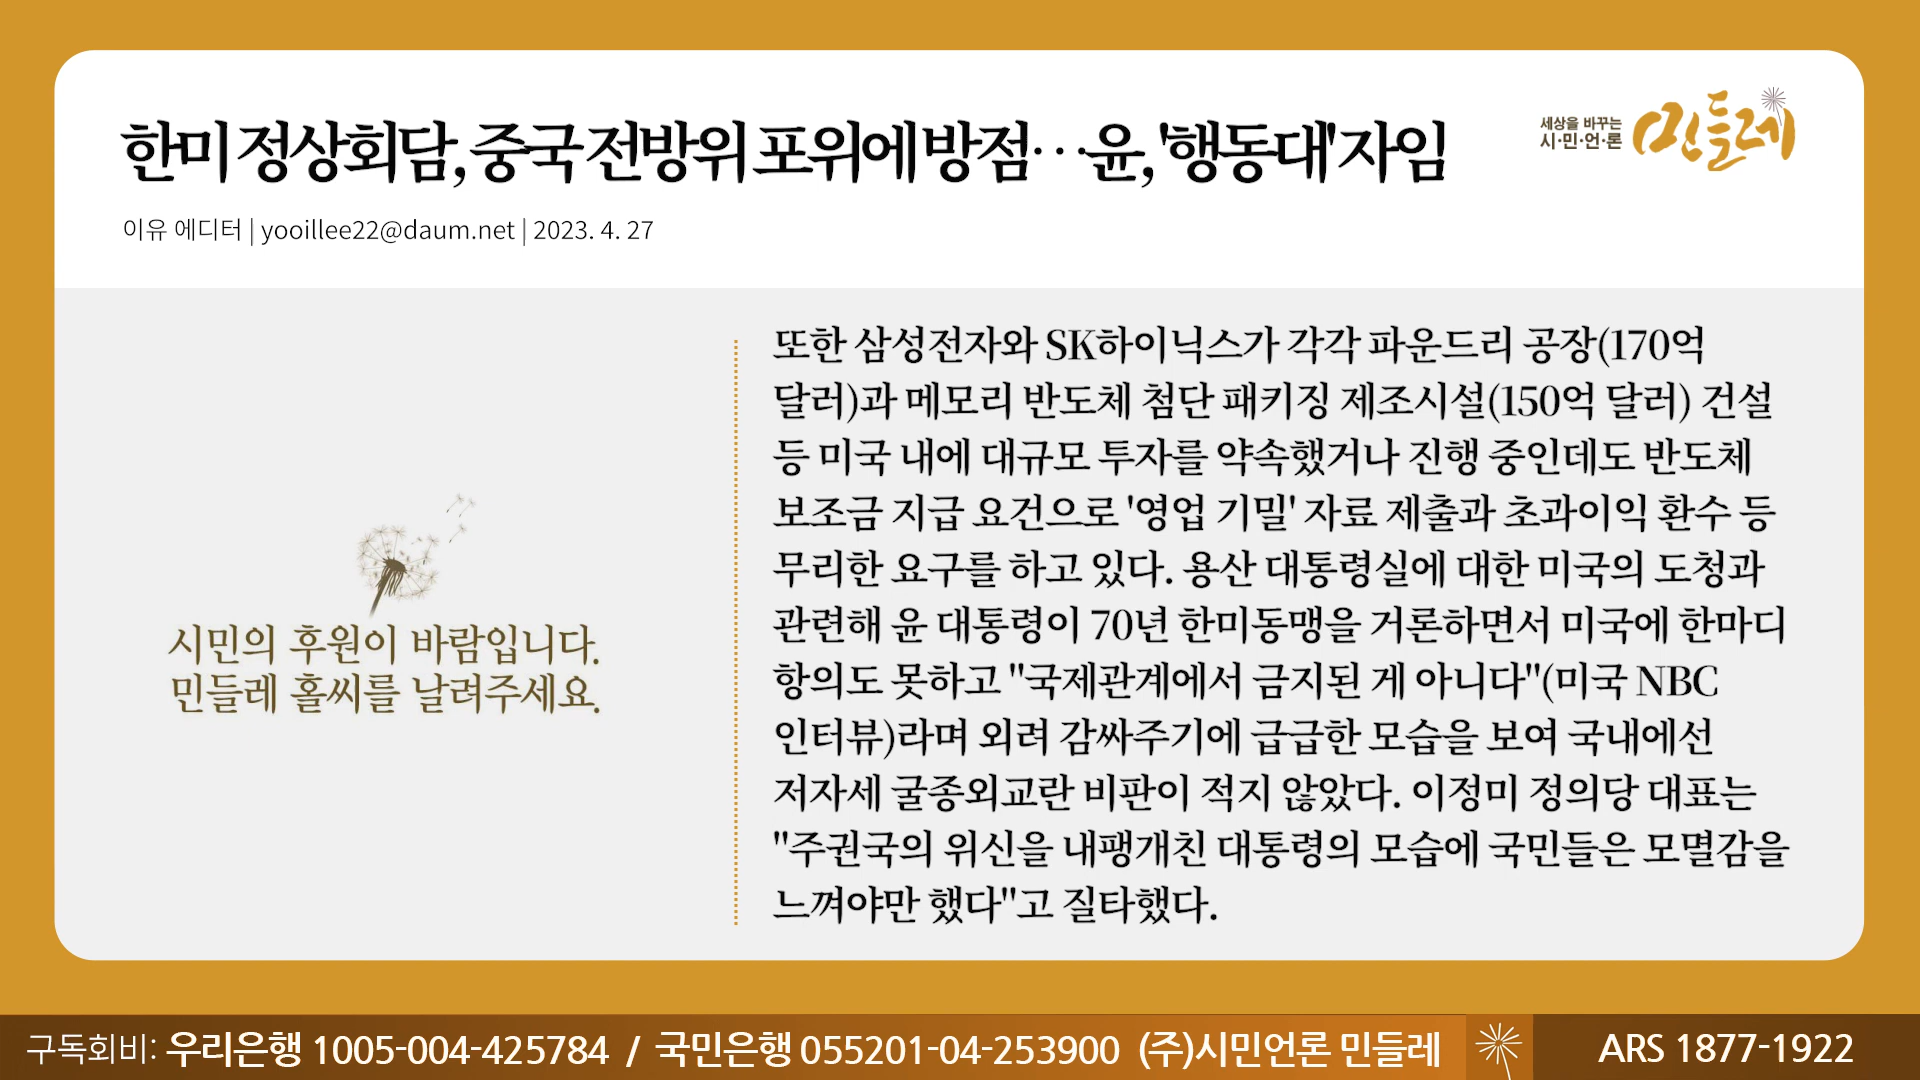 한미 정상회담, 중국 전방위 포위에 방점…윤, '행동대' 자임
세상을 바꾸는
시·민·언·론
민들레
이유 에디터 | yooillee22@daum.net | 2023. 4. 27
시민의 후원이 바람입니다.
민들레 홀씨를 날려주세요.
또한 삼성전자와 SK하이닉스가 각각 파운드리 공장(170억
달러)과 메모리 반도체 첨단 패키징 제조시설(150억 달러) 건설
등 미국 내에 대규모 투자를 약속했거나 진행 중인데도 반도체
보조금 지급 요건으로 '영업 기밀' 자료 제출과 초과이익 환수 등
무리한 요구를 하고 있다. 용산 대통령실에 대한 미국의 도청과
관련해 윤 대통령이 70년 한미동맹을 거론하면서 미국에 한마디
항의도 못하고 "국제관계에서 금지된 게 아니다"(미국 NBC
인터뷰)라며 외려 감싸주기에 급급한 모습을 보여 국내에선
저자세 굴종외교란 비판이 적지 않았다. 이정미 정의당 대표는
"주권국의 위신을 내팽개친 대통령의 모습에 국민들은 모멸감을
느껴야만 했다"고 질타했다.
구독회비: 우리은행 1005-004-425784 / 국민은행 055201-04-253900 (주)시민언론 민들레
ARS 1877-1922